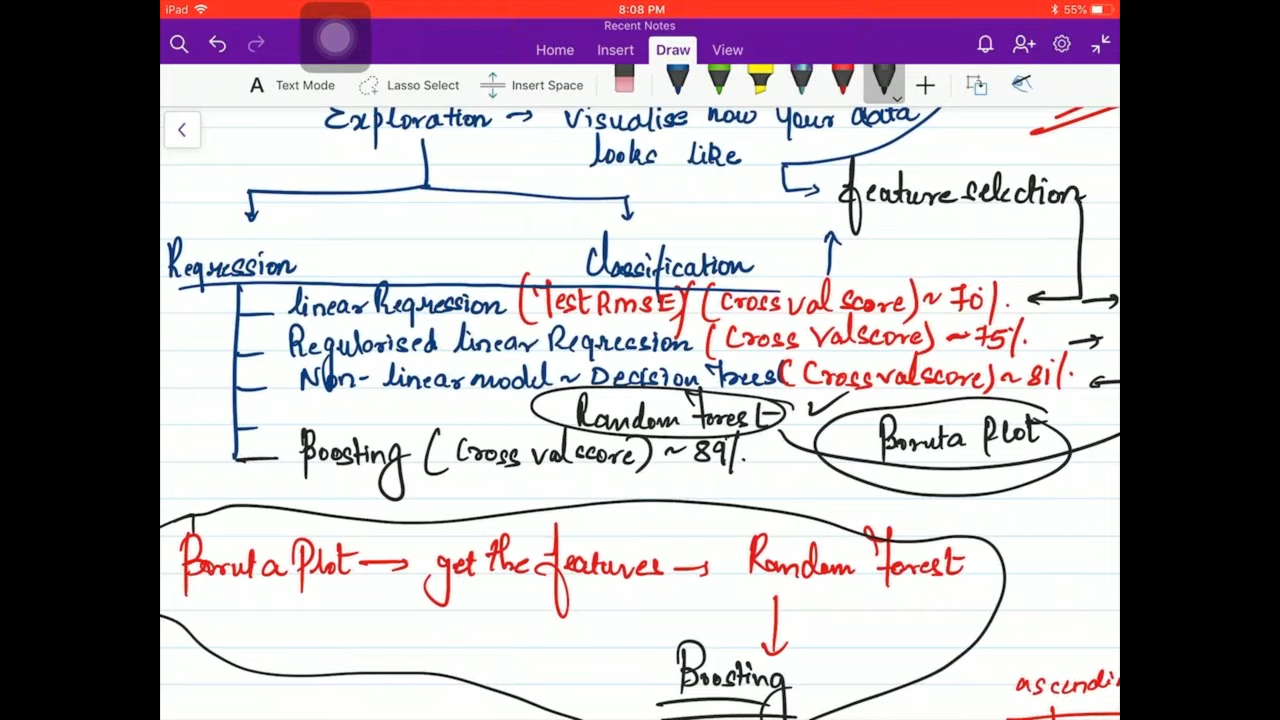 iPad 8:08 PM 55%
Recent Notes
Home Insert Draw View
A Text Mode Lasso Select Insert Space
Exploration → Visualise how your data
looks like
feature selection
Regression Classification
linear Regression (Test RmSE) (Cross val score) ~ 70%.
Regularised linear Regression (Cross Valscore) ~ 75%.
Non-linear model ~ Decision Trees (Cross valscore) ~ 81%.
Random Forest ✓ Boruta Plot
Boosting (Cross valscore) ~ 89%.
Boruta Plot → get the features → Random Forest
Boosting
ascendi